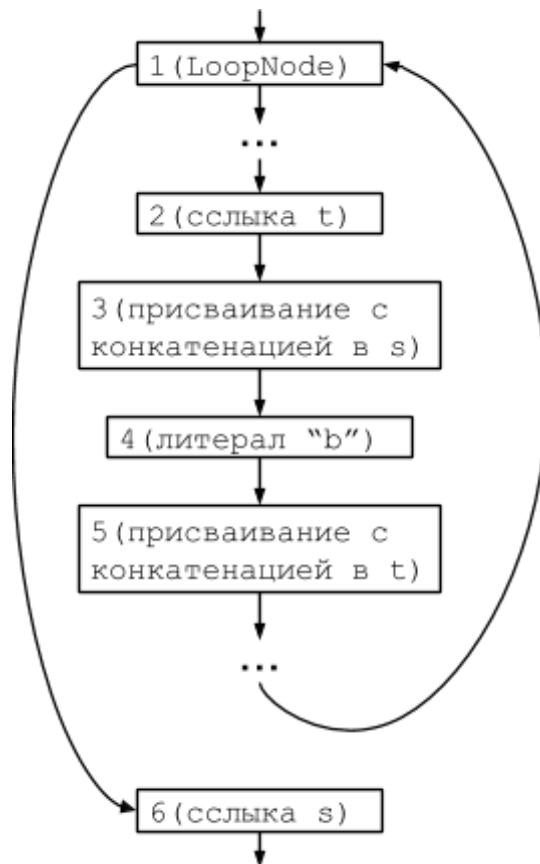 1(LoopNode)
...
2(сслыка t)
3(присваивание с
конкатенацией в s)
4(литерал “b”)
5(присваивание с
конкатенацией в t)
...
6(сслыка s)